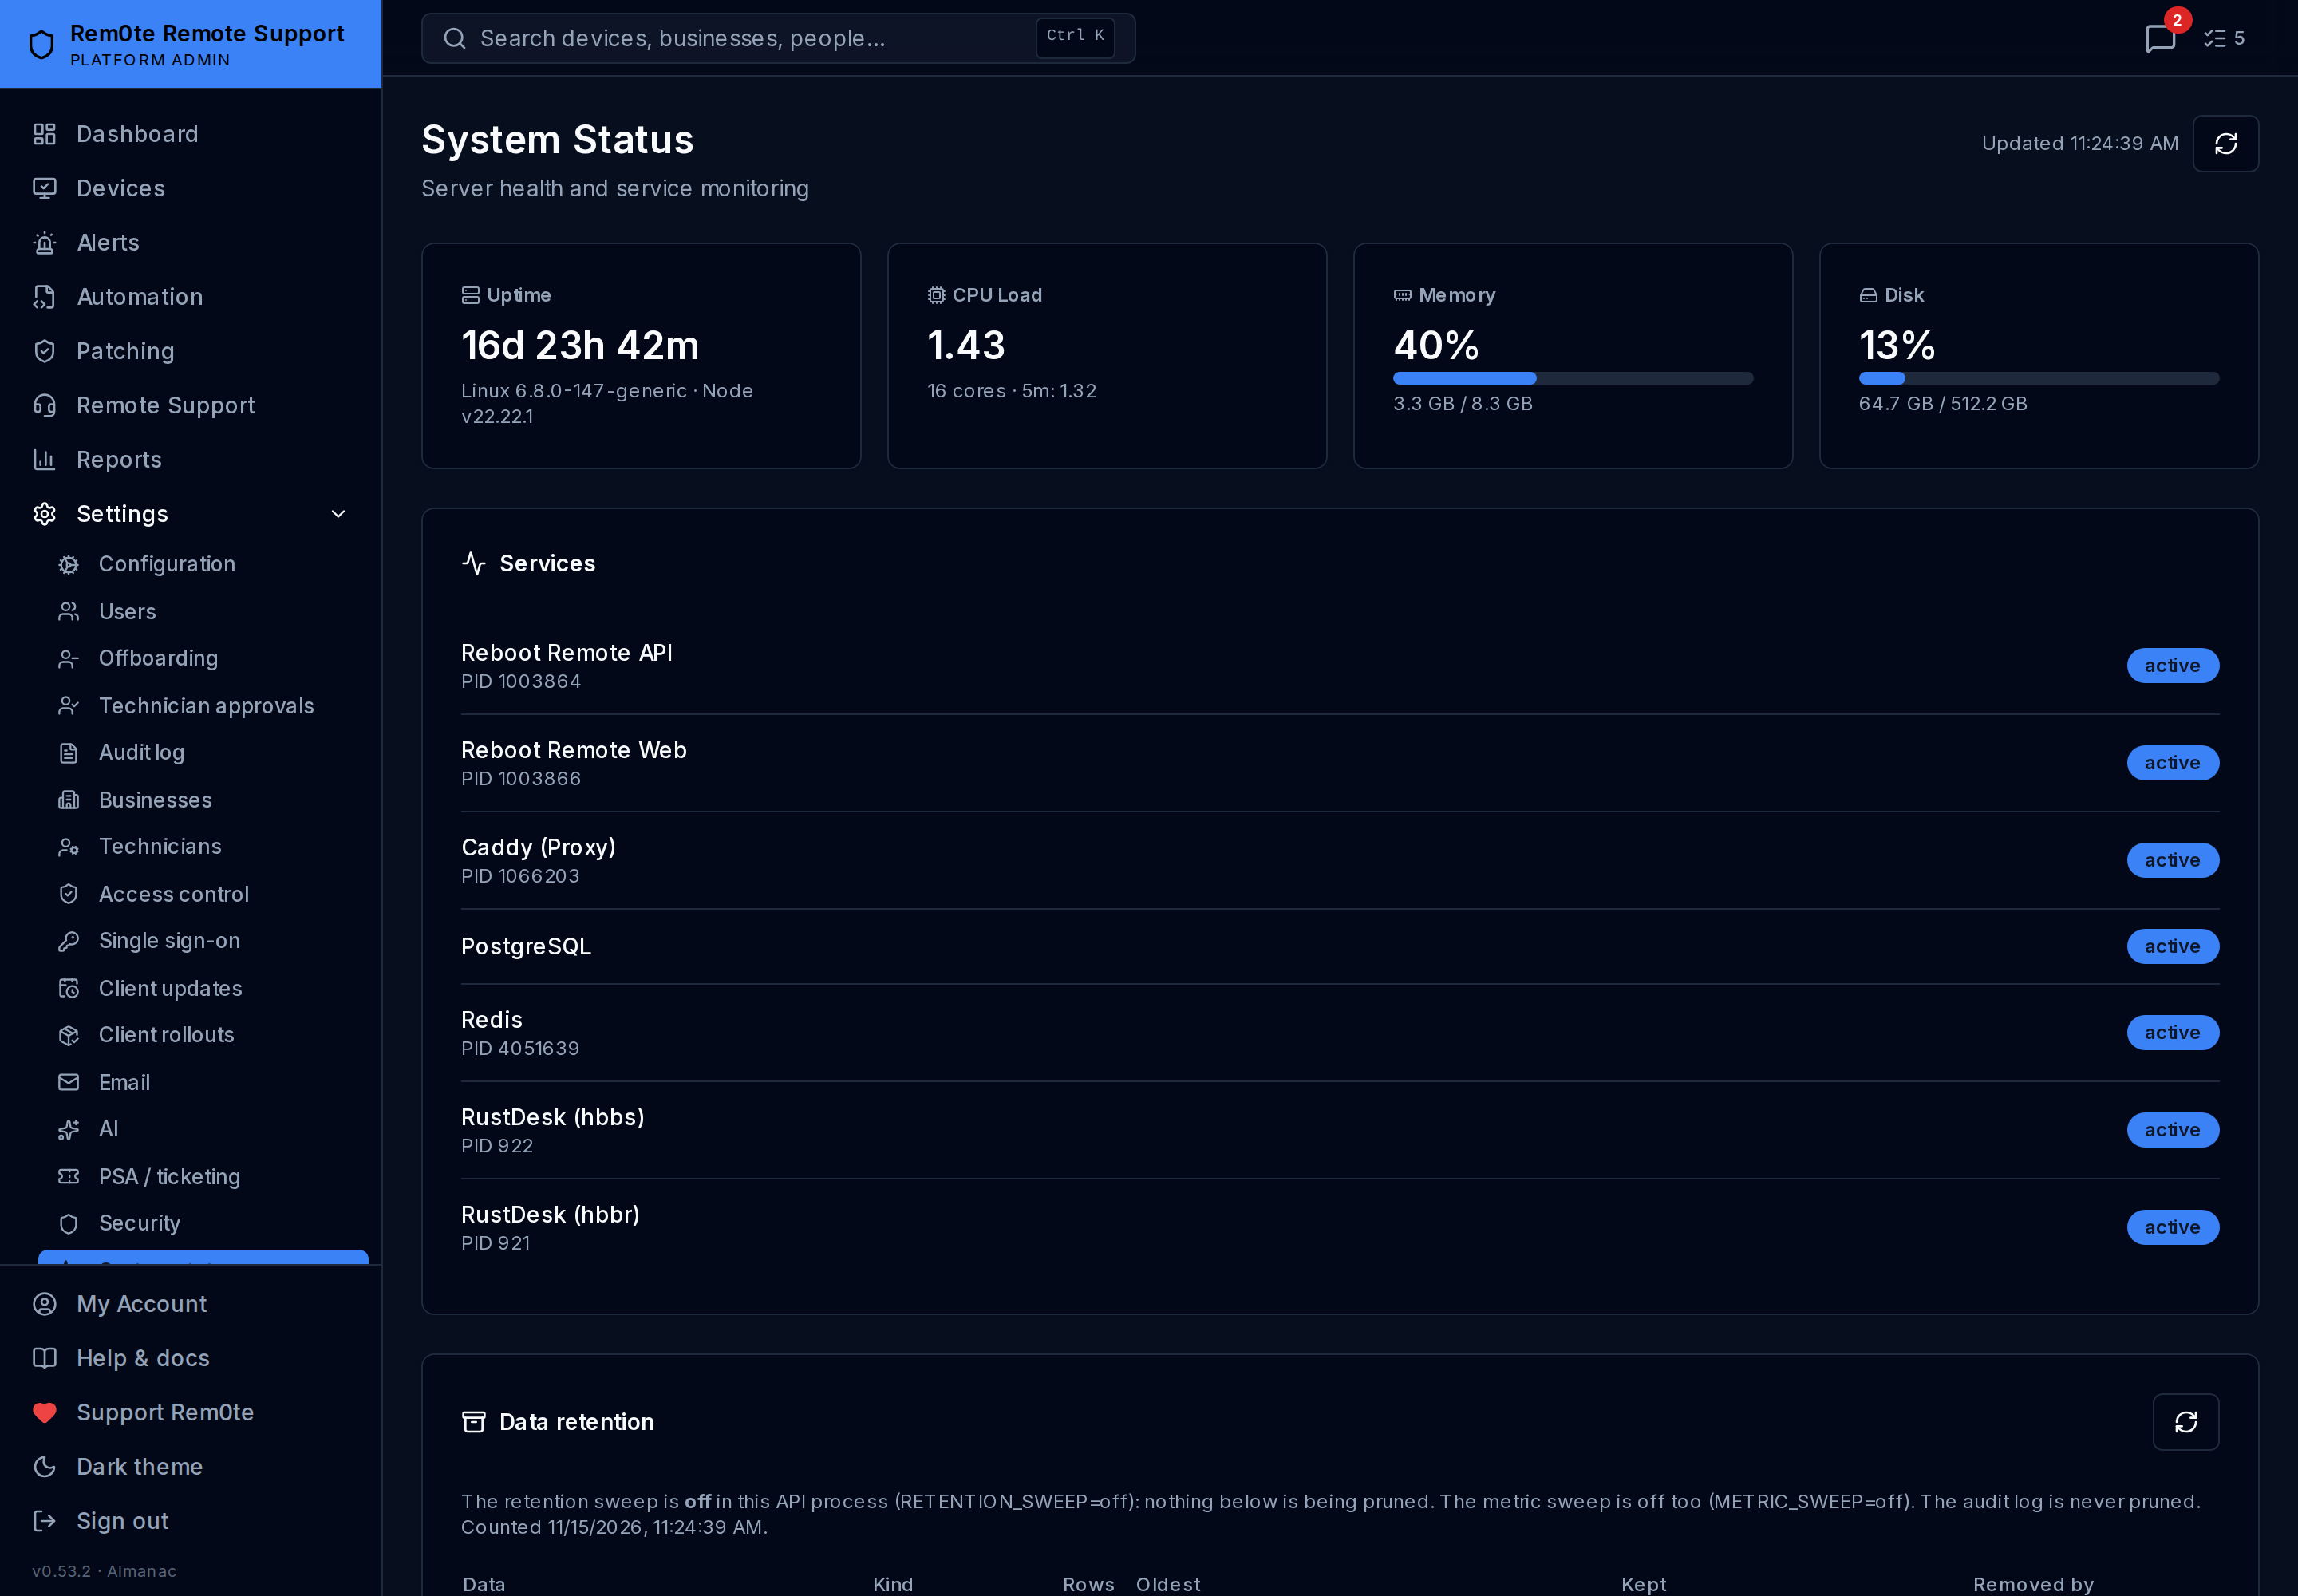 Rem0te Remote Support
PLATFORM ADMIN
Search devices, businesses, people...
Ctrl K
2
5
Dashboard
Devices
Alerts
Automation
Patching
Remote Support
Reports
Settings
Configuration
Users
Offboarding
Technician approvals
Audit log
Businesses
Technicians
Access control
Single sign-on
Client updates
Client rollouts
Email
AI
PSA / ticketing
Security
My Account
Help & docs
Support Rem0te
Dark theme
Sign out
v0.53.2 · Almanac
System Status
Server health and service monitoring
Updated 11:24:39 AM
Uptime
16d 23h 42m
Linux 6.8.0-147-generic · Node
v22.22.1
CPU Load
1.43
16 cores · 5m: 1.32
Memory
40%
3.3 GB / 8.3 GB
Disk
13%
64.7 GB / 512.2 GB
Services
Reboot Remote API
PID 1003864
active
Reboot Remote Web
PID 1003866
active
Caddy (Proxy)
PID 1066203
active
PostgreSQL
active
Redis
PID 4051639
active
RustDesk (hbbs)
PID 922
active
RustDesk (hbbr)
PID 921
active
Data retention
The retention sweep is off in this API process (RETENTION_SWEEP=off): nothing below is being pruned. The metric sweep is off too (METRIC_SWEEP=off). The audit log is never pruned.
Counted 11/15/2026, 11:24:39 AM.
Data Kind Rows Oldest Kept Removed by